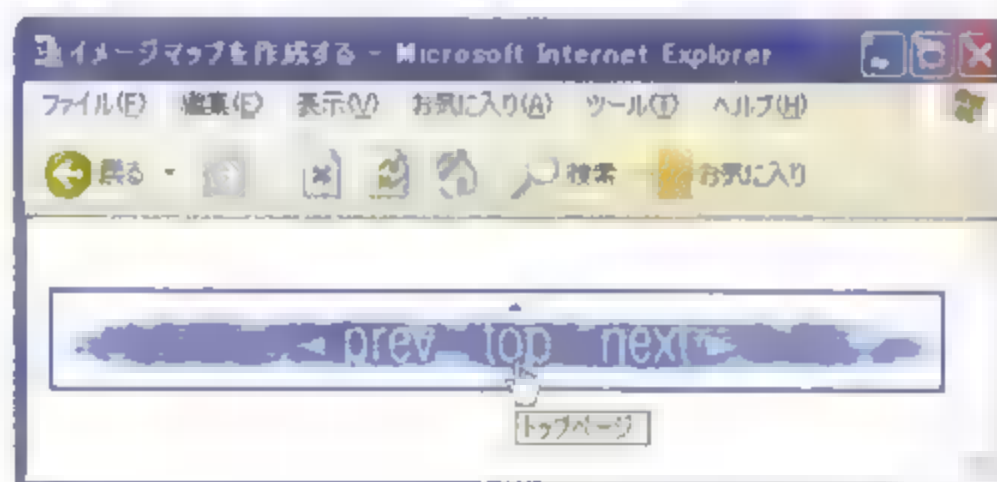 イメージマップを作成する - Microsoft Internet Explorer
ファイル(F) 編集(E) 表示(V) お気に入り(A) ツール(T) ヘルプ(H)
戻る 検索 お気に入り
prev top next
トップページ